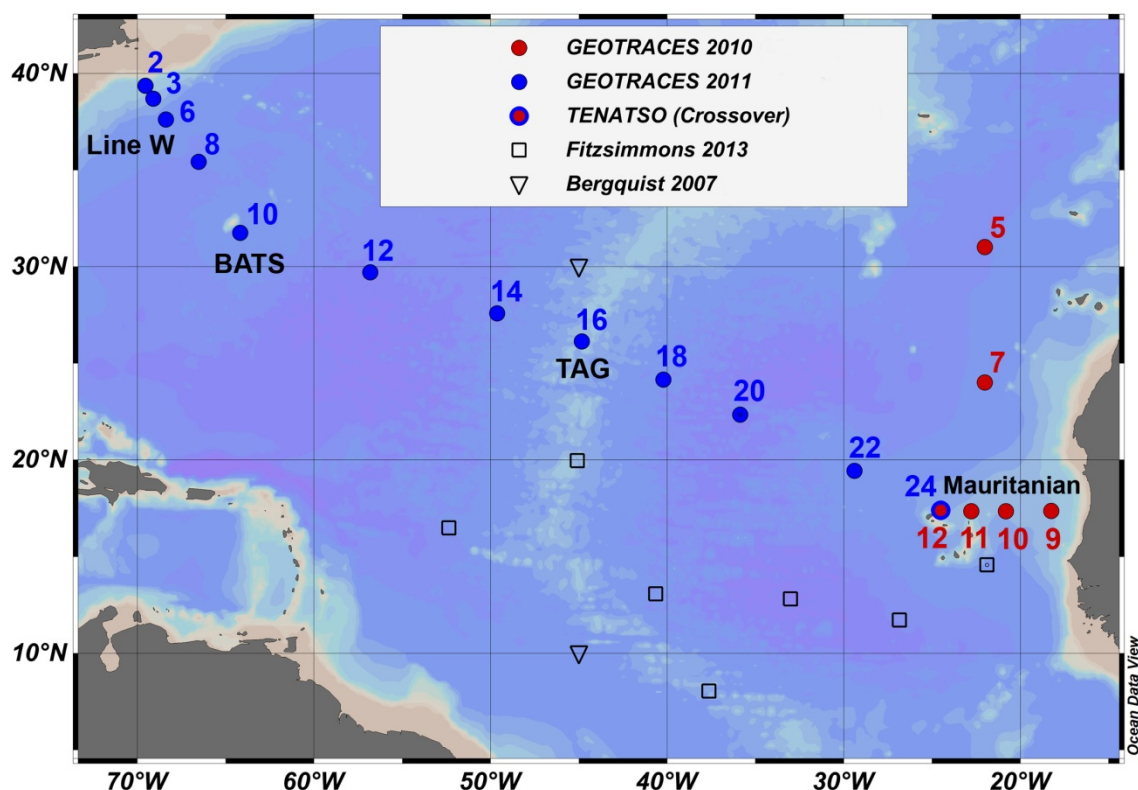 GEOTRACES 2010
GEOTRACES 2011
TENATSO (Crossover)
Fitzsimmons 2013
Bergquist 2007
40°N
30°N
20°N
10°N
2
3
6
Line W
8
10
BATS
12
14
16
TAG
18
20
22
5
7
24 Mauritanian
12 11 10 9
70°W 60°W 50°W 40°W 30°W 20°W
Ocean Data View